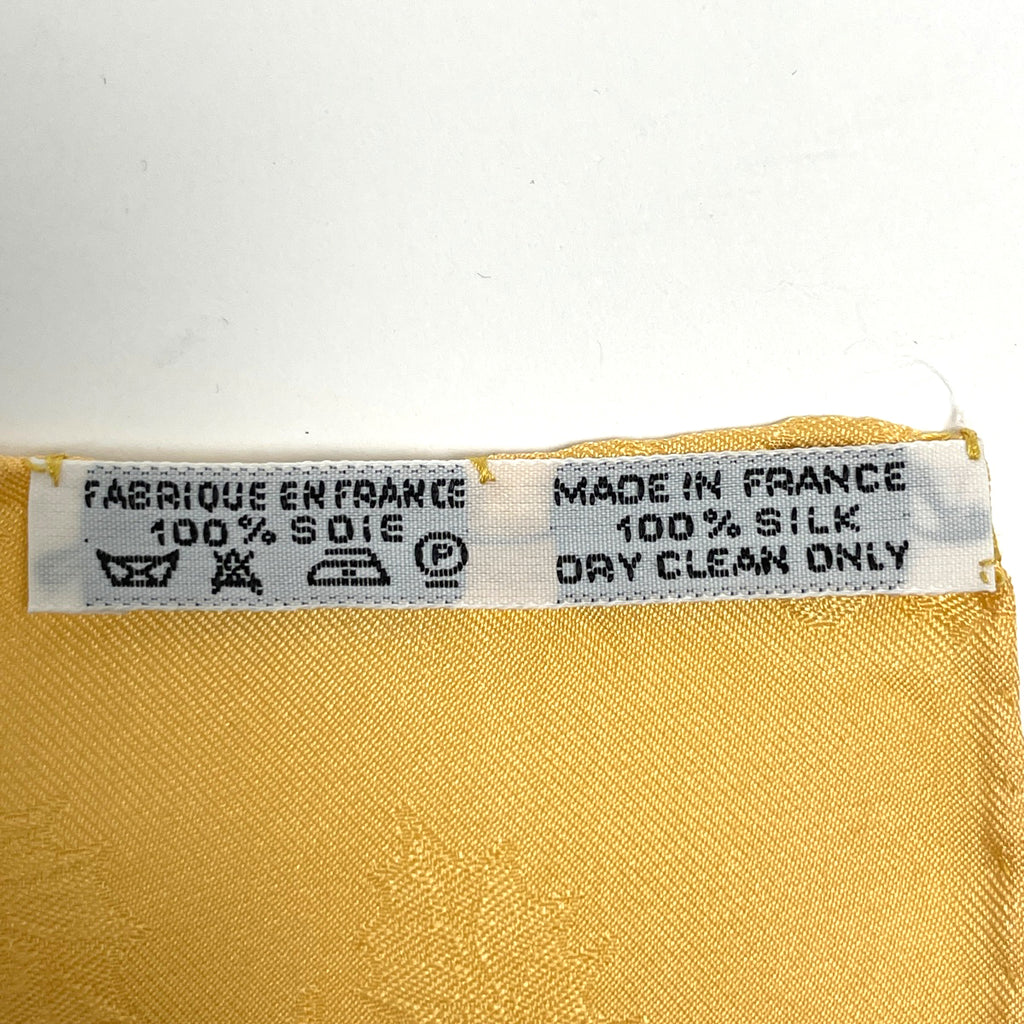 FABRIQUE EN FRANCE
100% SOIE
P
MADE IN FRANCE
100% SILK
DRY CLEAN ONLY